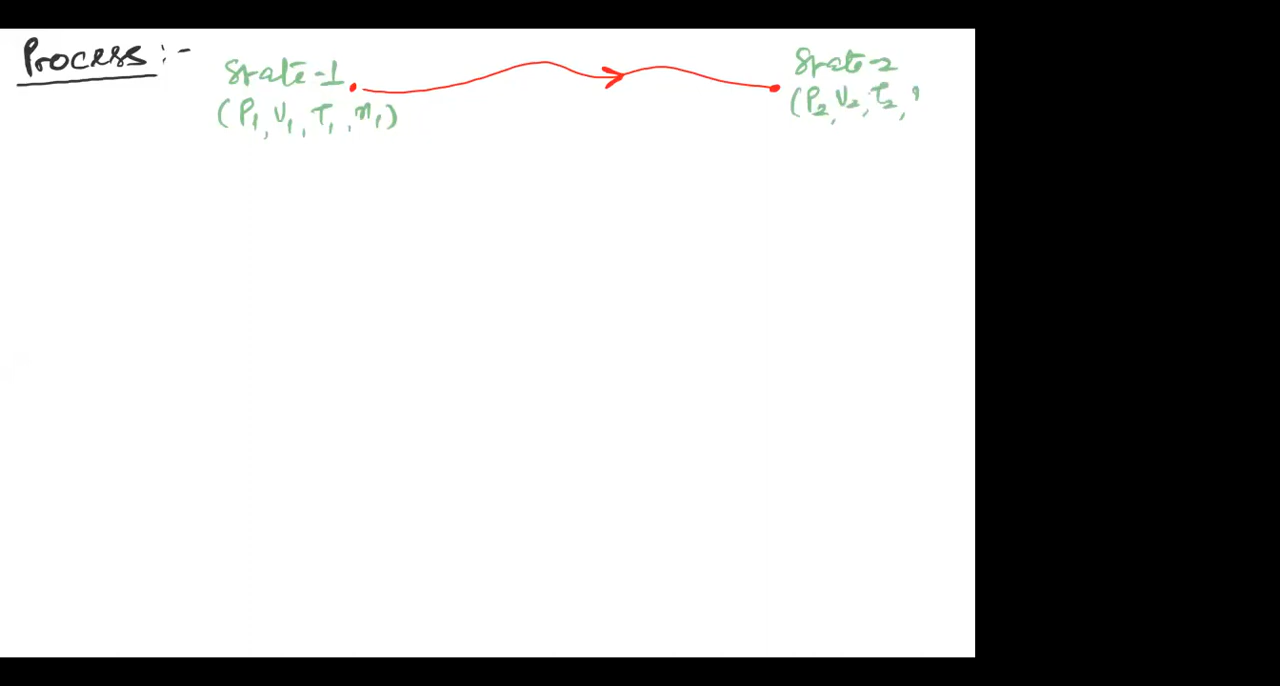 Process :-
State-1
(P1, V1, T1, n1)
State-2
(P2, V2, T2,